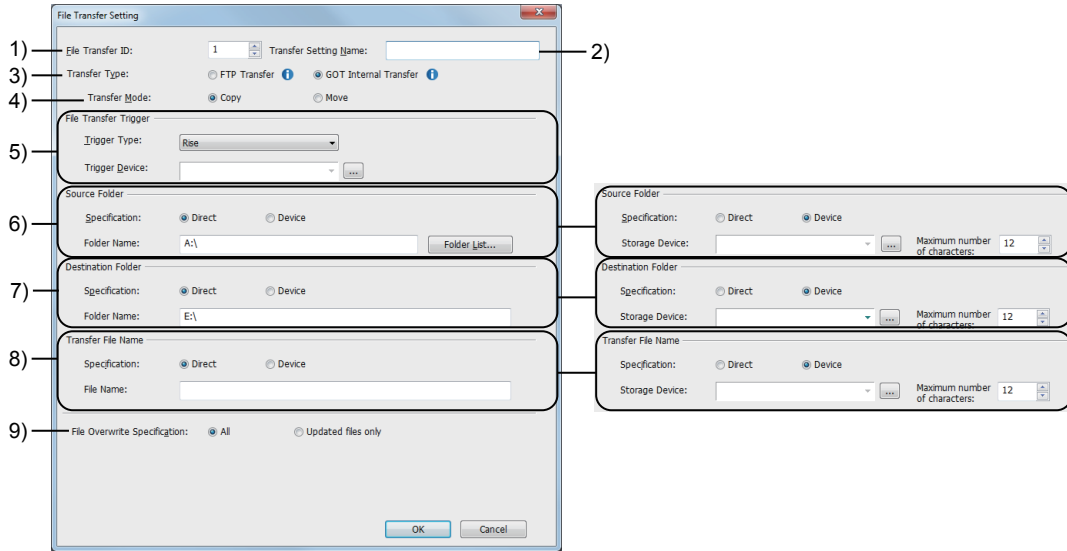 File Transfer Setting
1) File Transfer ID: 1 Transfer Setting Name: 2)
3) Transfer Type: FTP Transfer i GOT Internal Transfer i
4) Transfer Mode: Copy Move
File Transfer Trigger
5) Trigger Type: Rise
Trigger Device: ...
Source Folder
6) Specification: Direct Device
Folder Name: A:\ Folder List...
Source Folder
Specification: Direct Device
Storage Device: ... Maximum number
of characters: 12
Destination Folder
7) Specification: Direct Device
Folder Name: E:\
Destination Folder
Specification: Direct Device
Storage Device: ... Maximum number
of characters: 12
Transfer File Name
8) Specification: Direct Device
File Name:
Transfer File Name
Specification: Direct Device
Storage Device: ... Maximum number
of characters: 12
9) File Overwrite Specification: All Updated files only
OK Cancel